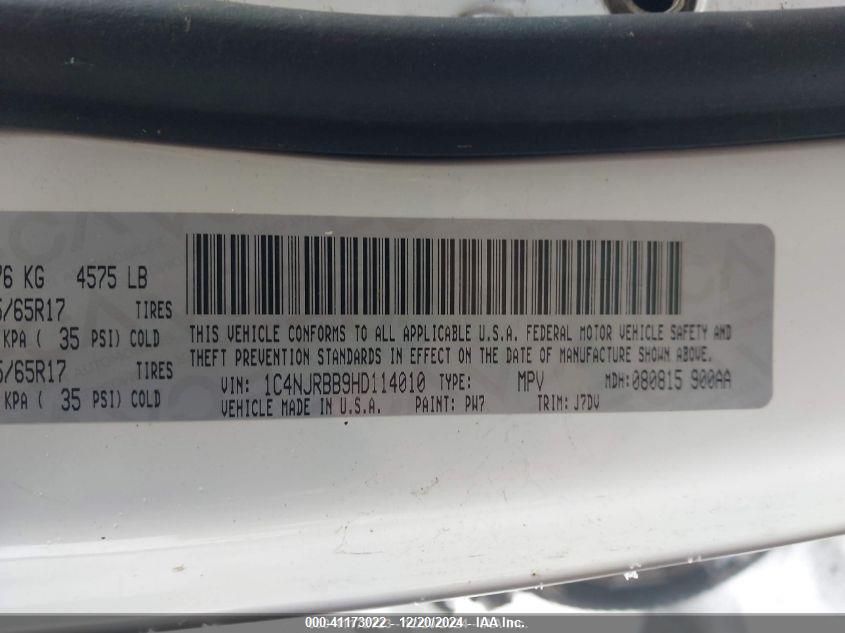 76 KG 4575 LB
5/65R17 TIRES
KPA ( 35 PSI) COLD
5/65R17 TIRES
KPA ( 35 PSI) COLD
THIS VEHICLE CONFORMS TO ALL APPLICABLE U.S.A. FEDERAL MOTOR VEHICLE SAFETY AND
THEFT PREVENTION STANDARDS IN EFFECT ON THE DATE OF MANUFACTURE SHOWN ABOVE.
VIN: 1C4NJRBB9HD114010 TYPE: MPV MDH: 080815 900AA
VEHICLE MADE IN U.S.A. PAINT: PW7 TRIM: J7DV
000-41173022 - 12/20/2024 - IAA Inc.